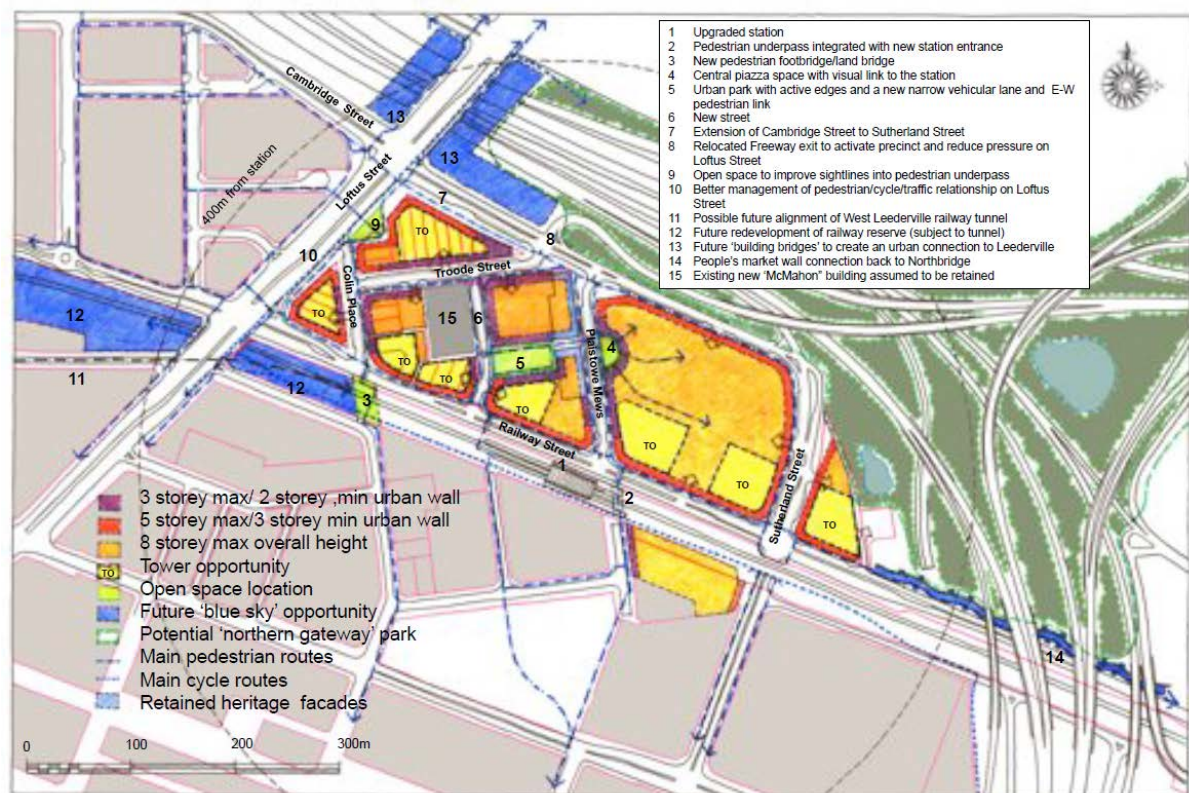 1 Upgraded station
2 Pedestrian underpass integrated with new station entrance
3 New pedestrian footbridge/land bridge
4 Central piazza space with visual link to the station
5 Urban park with active edges and a new narrow vehicular lane and E-W
pedestrian link
6 New street
7 Extension of Cambridge Street to Sutherland Street
8 Relocated Freeway exit to activate precinct and reduce pressure on
Loftus Street
9 Open space to improve sightlines into pedestrian underpass
10 Better management of pedestrian/cycle/traffic relationship on Loftus
Street
11 Possible future alignment of West Leederville railway tunnel
12 Future redevelopment of railway reserve (subject to tunnel)
13 Future ‘building bridges’ to create an urban connection to Leederville
14 People’s market wall connection back to Northbridge
15 Existing new ‘McMahon” building assumed to be retained
Cambridge Street
13
13
400m from station
Loftus Street
7
9
TO
8
10
Troode Street
Colin Place
TO
12
15
6
4
Plaistowe Mews
5
TO
TO
11
12
3
TO
Railway Street
TO
TO
1
2
Sutherland Street
TO
14
3 storey max/ 2 storey ,min urban wall
5 storey max/3 storey min urban wall
8 storey max overall height
TO Tower opportunity
Open space location
Future ‘blue sky’ opportunity
Potential ‘northern gateway’ park
Main pedestrian routes
Main cycle routes
Retained heritage facades
0 100 200 300m